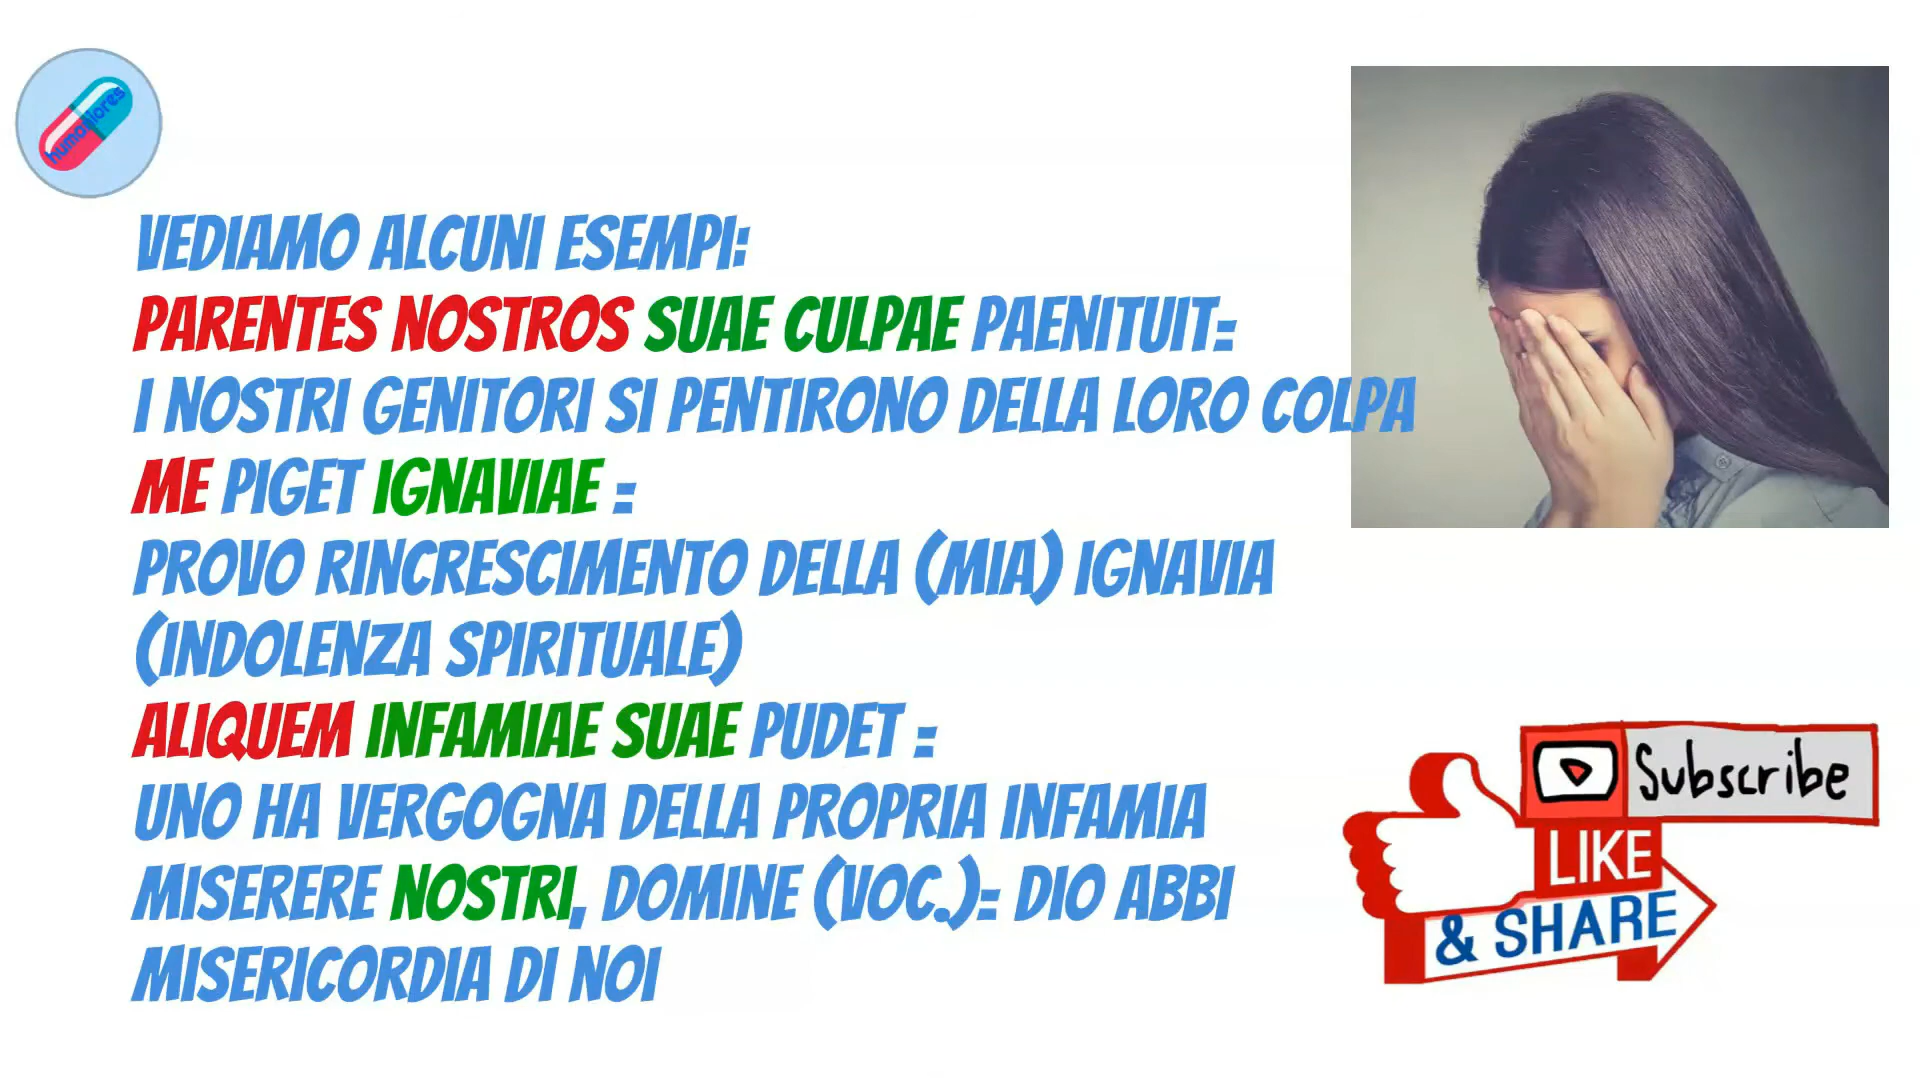 humaniores
VEDIAMO ALCUNI ESEMPI:
PARENTES NOSTROS SUAE CULPAE PAENITUIT=
I NOSTRI GENITORI SI PENTIRONO DELLA LORO COLPA
ME PIGET IGNAVIAE =
PROVO RINCRESCIMENTO DELLA (MIA) IGNAVIA
(INDOLENZA SPIRITUALE)
ALIQUEM INFAMIAE SUAE PUDET =
UNO HA VERGOGNA DELLA PROPRIA INFAMIA
MISERERE NOSTRI, DOMINE (VOC.)= DIO ABBI
MISERICORDIA DI NOI
Subscribe
LIKE
& SHARE